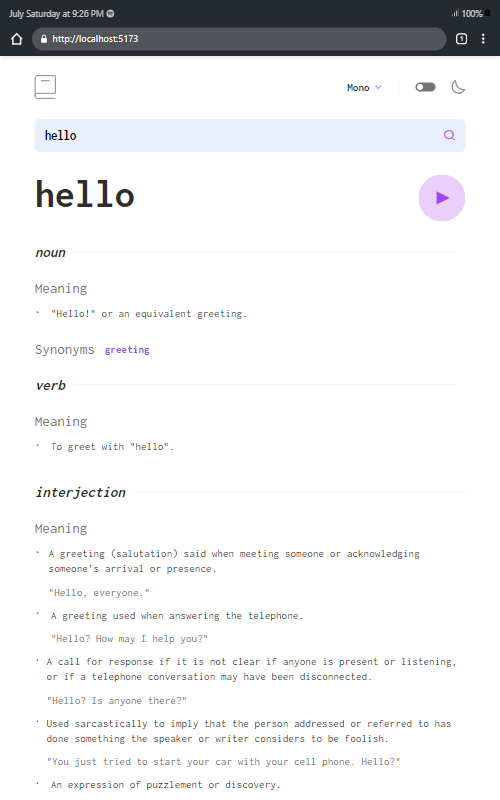 July Saturday at 9:26 PM
100%
http://localhost:5173
1
Mono
hello
hello
noun
Meaning
"Hello!" or an equivalent greeting.
Synonyms greeting
verb
Meaning
To greet with "hello".
interjection
Meaning
A greeting (salutation) said when meeting someone or acknowledging
someone’s arrival or presence.
"Hello, everyone."
A greeting used when answering the telephone.
"Hello? How may I help you?"
A call for response if it is not clear if anyone is present or listening,
or if a telephone conversation may have been disconnected.
"Hello? Is anyone there?"
Used sarcastically to imply that the person addressed or referred to has
done something the speaker or writer considers to be foolish.
"You just tried to start your car with your cell phone. Hello?"
An expression of puzzlement or discovery.